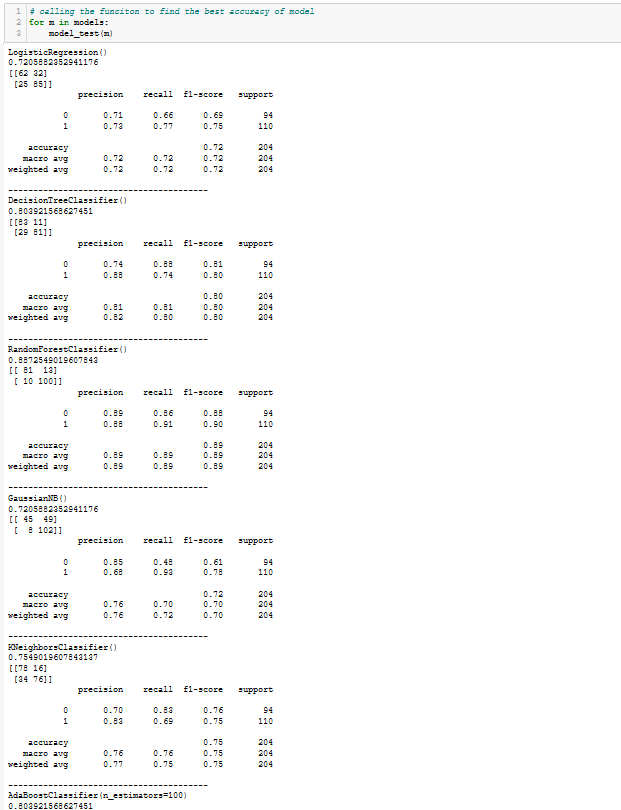 1 # calling the funciton to find the best accuracy of model
2 for m in models:
3     model_test(m)
LogisticRegression()
0.7205882352941176
[[62 32]
 [25 85]]
              precision    recall  f1-score   support
           0       0.71      0.66      0.69        94
           1       0.73      0.77      0.75       110
    accuracy                           0.72       204
   macro avg       0.72      0.72      0.72       204
weighted avg       0.72      0.72      0.72       204
----------------------------------------
DecisionTreeClassifier()
0.803921568627451
[[83 11]
 [29 81]]
              precision    recall  f1-score   support
           0       0.74      0.88      0.81        94
           1       0.88      0.74      0.80       110
    accuracy                           0.80       204
   macro avg       0.81      0.81      0.80       204
weighted avg       0.82      0.80      0.80       204
----------------------------------------
RandomForestClassifier()
0.8872549019607843
[[ 81  13]
 [ 10 100]]
              precision    recall  f1-score   support
           0       0.89      0.86      0.88        94
           1       0.88      0.91      0.90       110
    accuracy                           0.89       204
   macro avg       0.89      0.89      0.89       204
weighted avg       0.89      0.89      0.89       204
----------------------------------------
GaussianNB()
0.7205882352941176
[[ 45  49]
 [  8 102]]
              precision    recall  f1-score   support
           0       0.85      0.48      0.61        94
           1       0.68      0.93      0.78       110
    accuracy                           0.72       204
   macro avg       0.76      0.70      0.70       204
weighted avg       0.76      0.72      0.70       204
----------------------------------------
KNeighborsClassifier()
0.7549019607843137
[[78 16]
 [34 76]]
              precision    recall  f1-score   support
           0       0.70      0.83      0.76        94
           1       0.83      0.69      0.75       110
    accuracy                           0.75       204
   macro avg       0.76      0.76      0.75       204
weighted avg       0.77      0.75      0.75       204
----------------------------------------
AdaBoostClassifier(n_estimators=100)
0.803921568627451